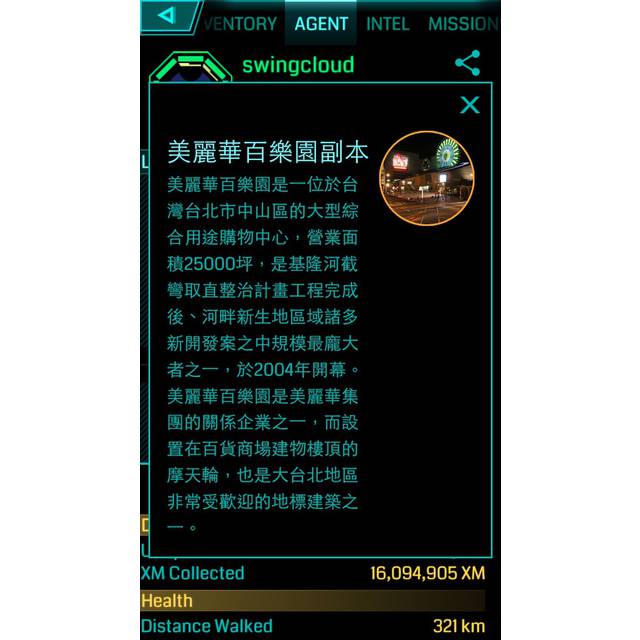 VENTORY AGENT INTEL MISSION
swingcloud
X
美麗華百樂園副本
美麗華百樂園是一位於台
灣台北市中山區的大型綜
合用途購物中心，營業面
積25000坪，是基隆河截
彎取直整治計畫工程完成
後、河畔新生地區域諸多
新開發案之中規模最龐大
者之一，於2004年開幕。
美麗華百樂園是美麗華集
團的關係企業之一，而設
置在百貨商場建物樓頂的
摩天輪，也是大台北地區
非常受歡迎的地標建築之
一。
XM Collected 16,094,905 XM
Health
Distance Walked 321 km